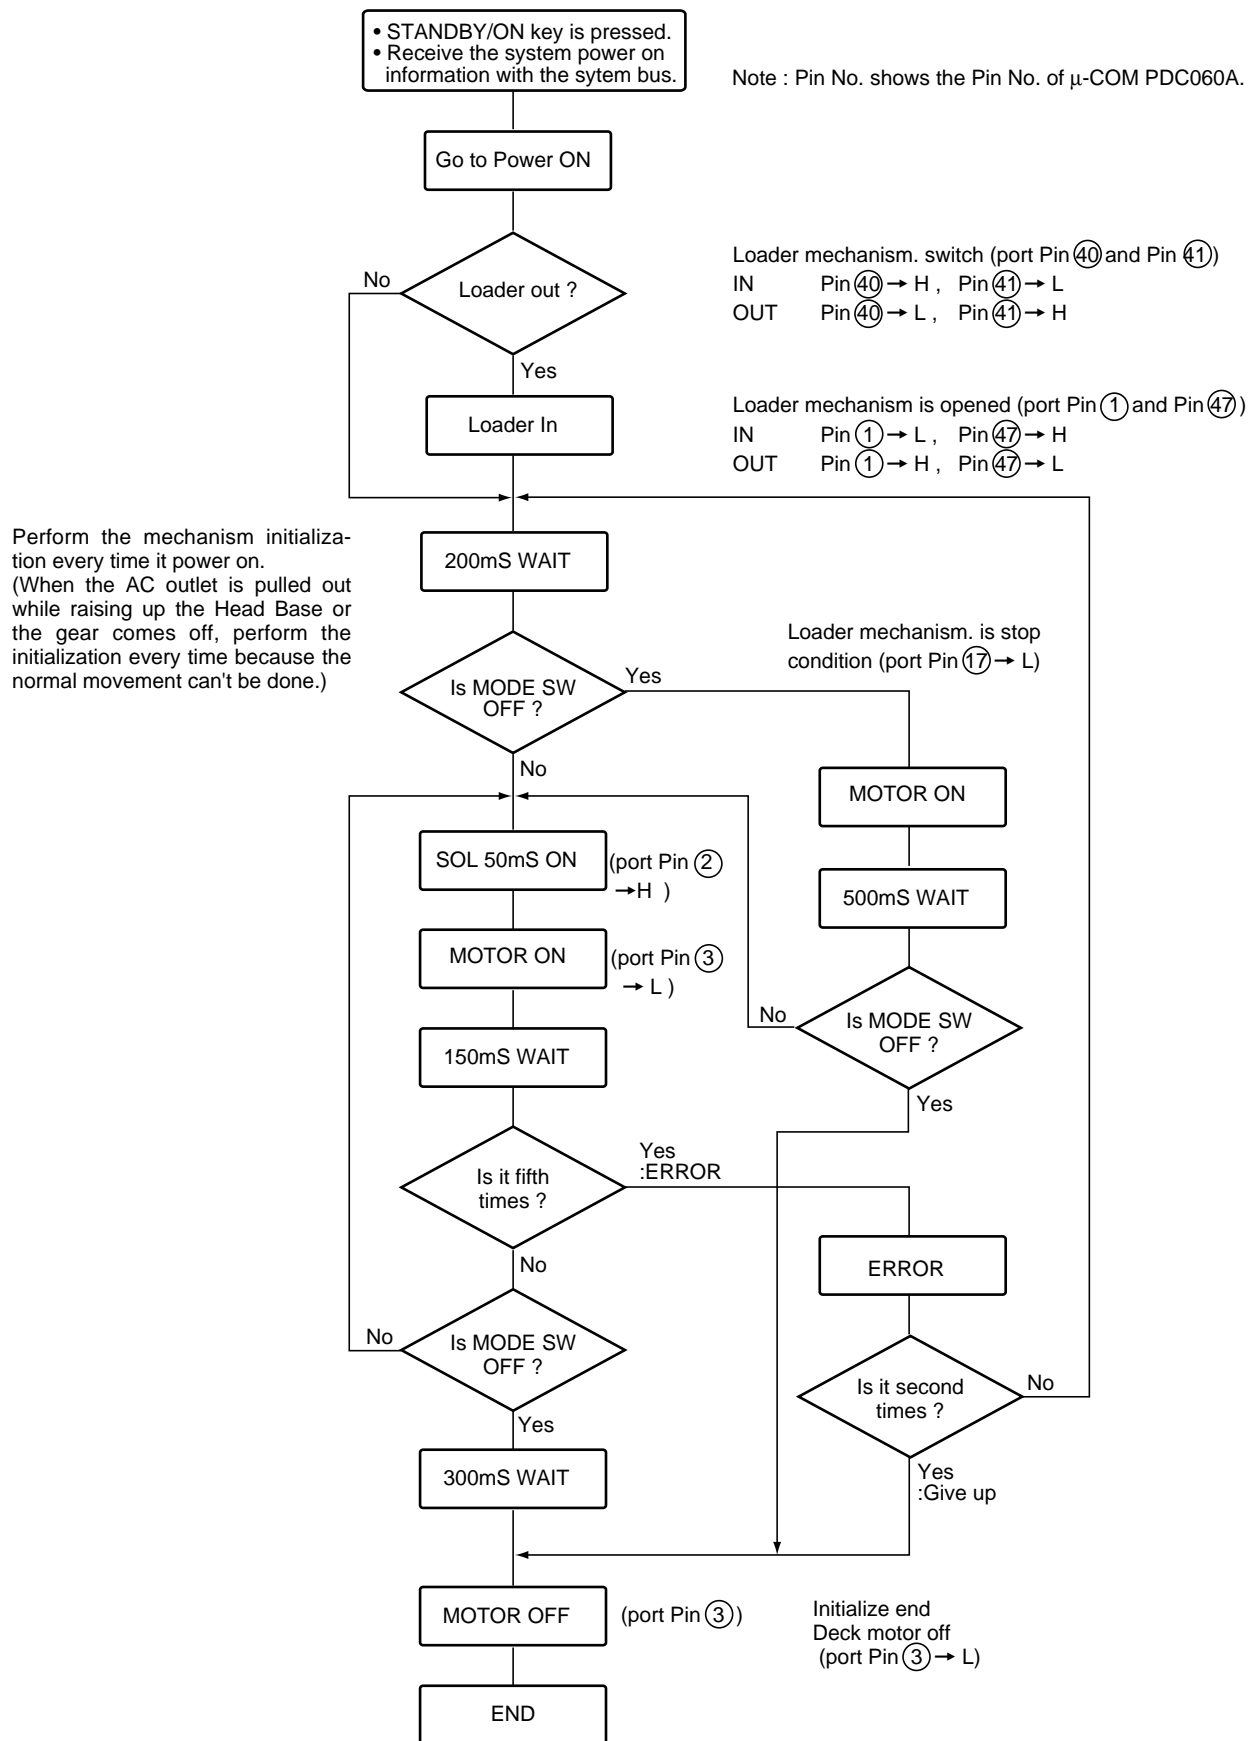 • STANDBY/ON key is pressed.
• Receive the system power on
information with the sytem bus.
Note : Pin No. shows the Pin No. of μ-COM PDC060A.
Go to Power ON
Loader out ?
No
Yes
Loader mechanism. switch (port Pin 40 and Pin 41)
IN Pin 40 → H , Pin 41 → L
OUT Pin 40 → L , Pin 41 → H
Loader In
Loader mechanism is opened (port Pin 1 and Pin 47)
IN Pin 1 → L , Pin 47 → H
OUT Pin 1 → H , Pin 47 → L
Perform the mechanism initializa-
tion every time it power on.
(When the AC outlet is pulled out
while raising up the Head Base or
the gear comes off, perform the
initialization every time because the
normal movement can't be done.)
200mS WAIT
Loader mechanism. is stop
condition (port Pin 17 → L)
Is MODE SW
OFF ?
Yes
No
MOTOR ON
SOL 50mS ON
(port Pin 2
→H )
500mS WAIT
MOTOR ON
(port Pin 3
→ L )
No
Is MODE SW
OFF ?
Yes
150mS WAIT
Is it fifth
times ?
Yes
:ERROR
No
ERROR
No
Is MODE SW
OFF ?
Yes
Is it second
times ?
No
Yes
:Give up
300mS WAIT
MOTOR OFF
(port Pin 3)
Initialize end
Deck motor off
(port Pin 3 → L)
END